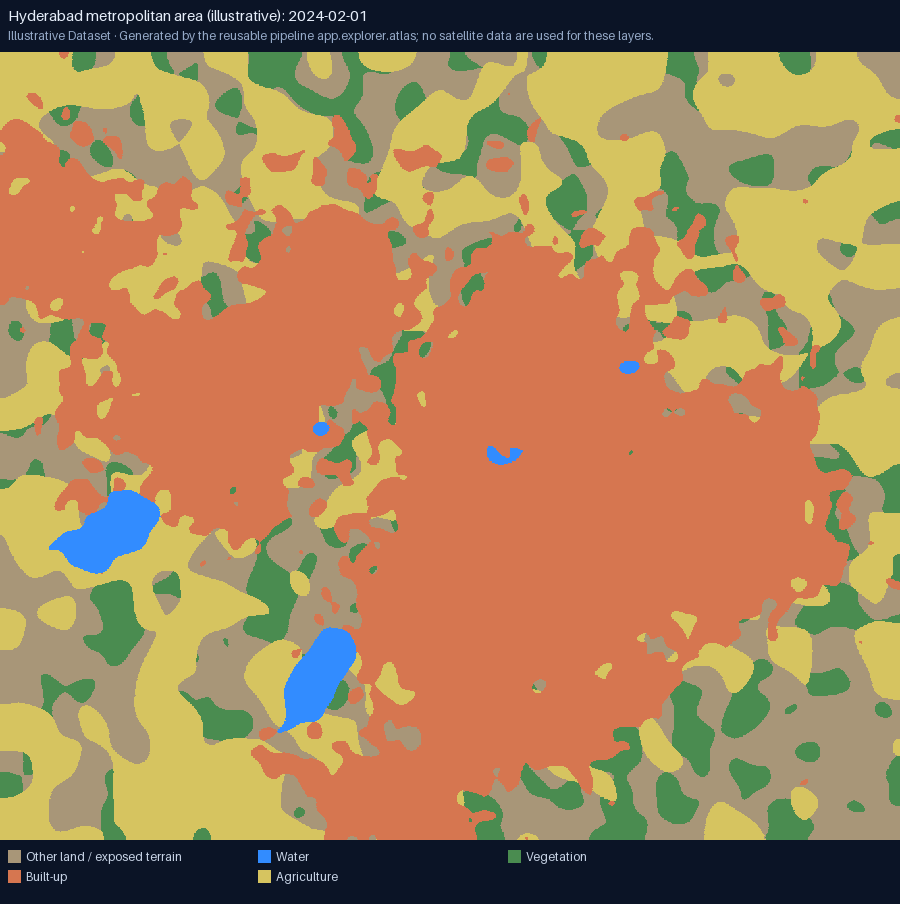 Hyderabad metropolitan area (illustrative): 2024-02-01
Illustrative Dataset · Generated by the reusable pipeline app.explorer.atlas; no satellite data are used for these layers.
Other land / exposed terrain
Water
Vegetation
Built-up
Agriculture